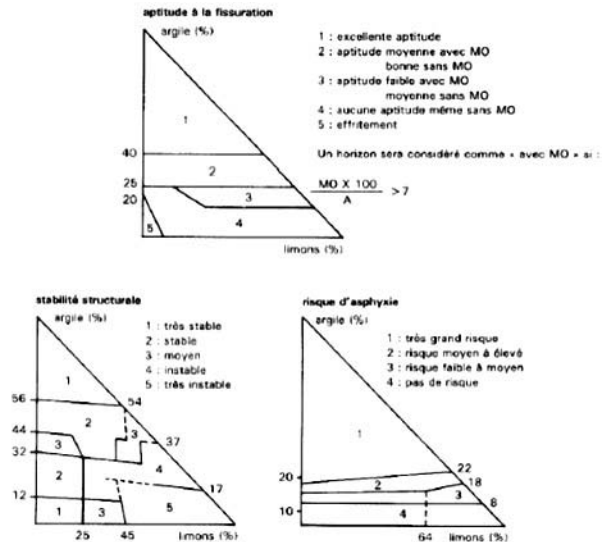 aptitude à la fissuration
argile (%)
1 : excellente aptitude
2 : aptitude moyenne avec MO
bonne sans MO
3 : aptitude faible avec MO
moyenne sans MO
4 : aucune aptitude même sans MO
5 : effritement
Un horizon sera considéré comme « avec MO » si :
MO X 100
A
> 7
1
40
2
25
3
20
4
5
limons (%)
stabilité structurale
argile (%)
1 : très stable
2 : stable
3 : moyen
4 : instable
5 : très instable
1
56
54
2
3
44
3
37
32
4
2
17
12
5
1
3
25
45
limons (%)
risque d'asphyxie
argile (%)
1 : très grand risque
2 : risque moyen à élevé
3 : risque faible à moyen
4 : pas de risque
1
22
20
2
18
3
8
10
4
64
limons (%)